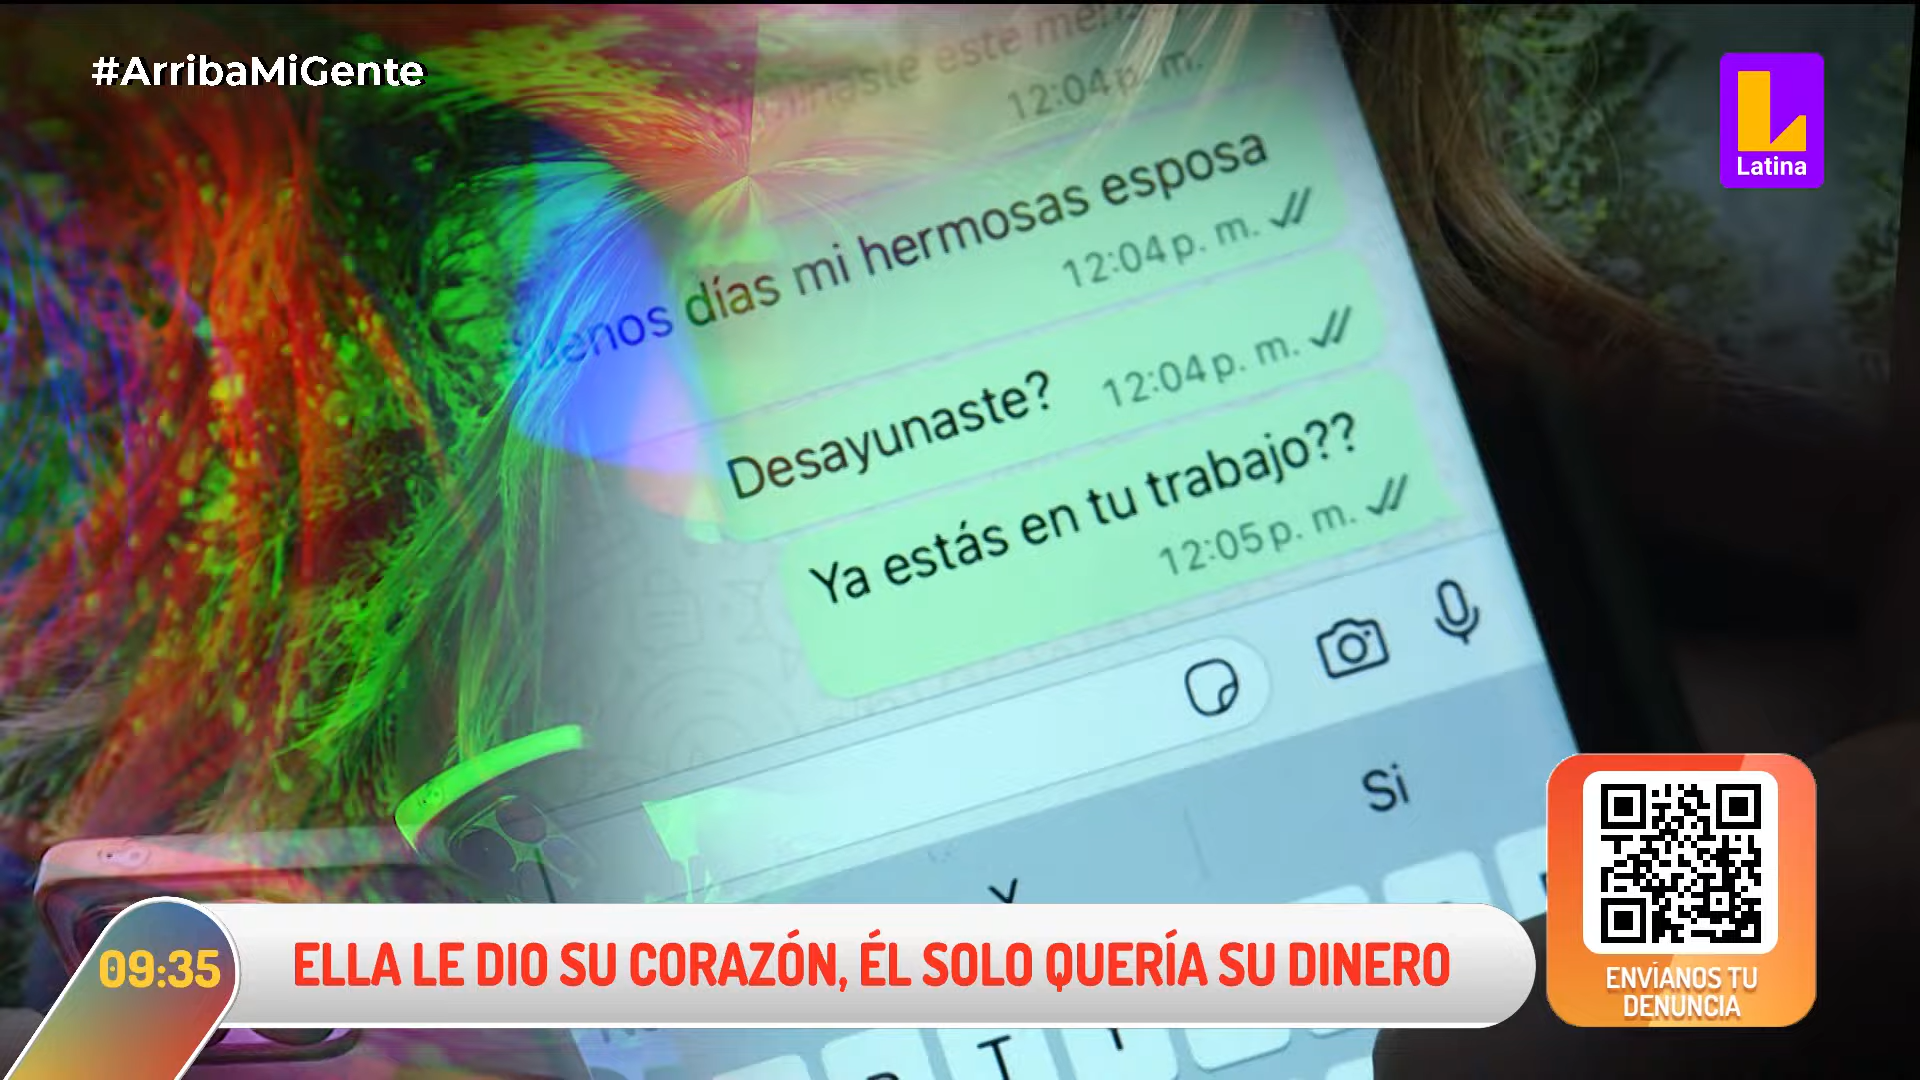 #ArribaMiGente
Latina
este
12:04 p. m.
días mi hermosas esposa
12:04 p. m.
Desayunaste? 12:04 p. m.
Ya estás en tu trabajo??
12:05 p. m.
Si
Y
09:35
ELLA LE DIO SU CORAZÓN, ÉL SOLO QUERÍA SU DINERO
ENVÍANOS TU
DENUNCIA
T